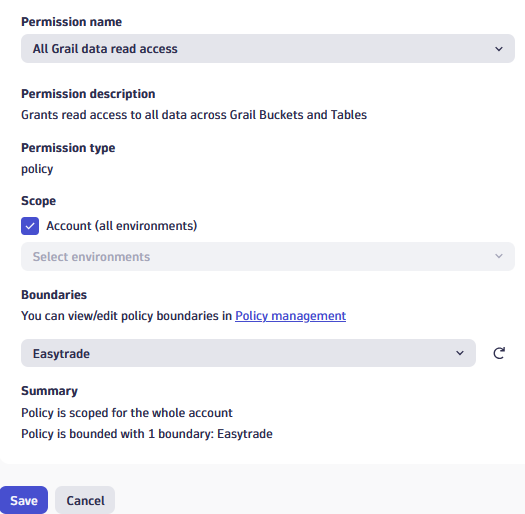 Permission name
All Grail data read access
Permission description
Grants read access to all data across Grail Buckets and Tables
Permission type
policy
Scope
Account (all environments)
Select environments
Boundaries
You can view/edit policy boundaries in Policy management
Easytrade
Summary
Policy is scoped for the whole account
Policy is bounded with 1 boundary: Easytrade
Save Cancel